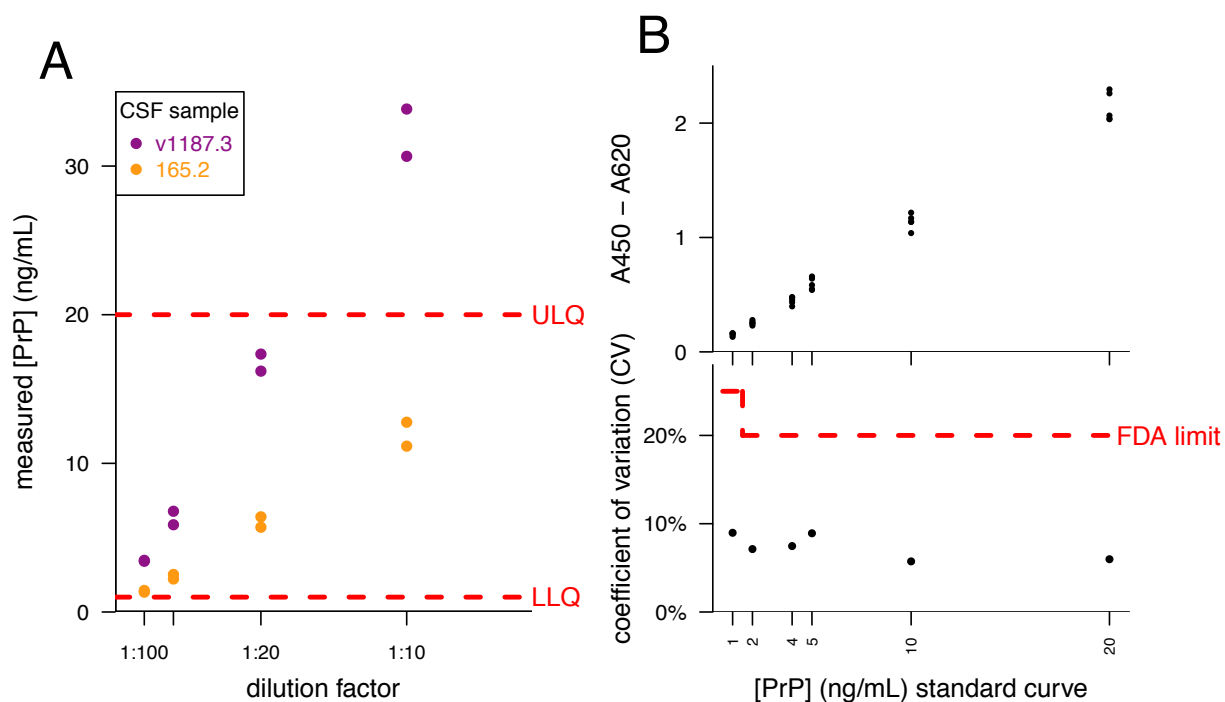 A
CSF sample
v1187.3
165.2
measured [PrP] (ng/mL)
30
20
10
0
ULQ
LLQ
1:100
1:20
1:10
dilution factor
B
A450 − A620
2
1
0
coefficient of variation (CV)
20%
10%
0%
FDA limit
1
2
4
5
10
20
[PrP] (ng/mL) standard curve